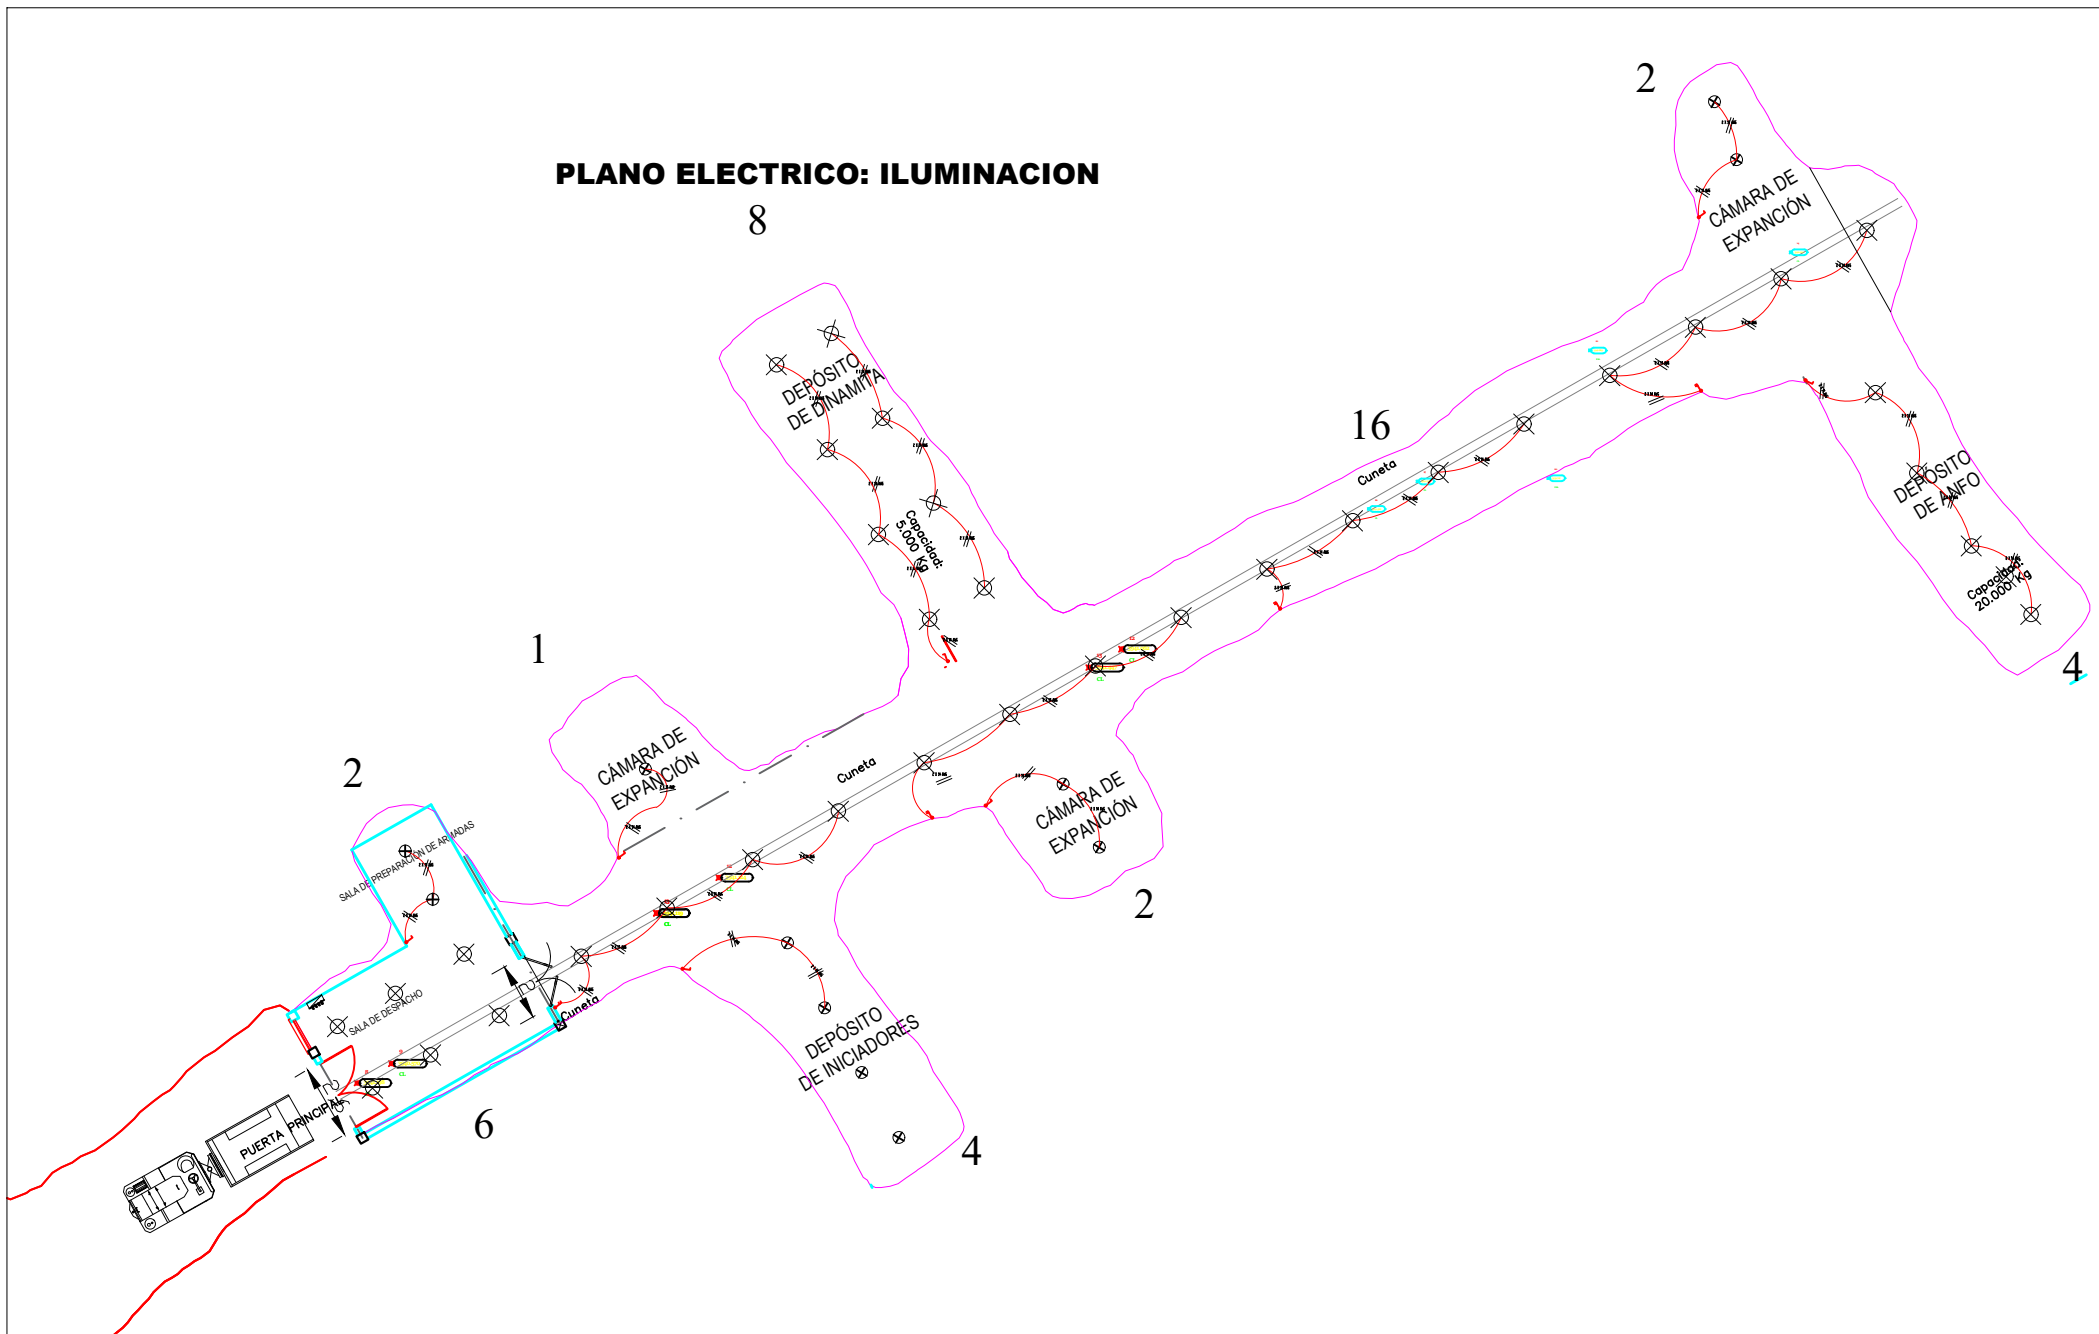 PLANO ELECTRICO: ILUMINACION
8
2
CÁMARA DE
EXPANCIÓN
DEPÓSITO
DE DINAMITA
Capacidad:
5.000 Kg
16
Cuneta
DEPÓSITO
DE ANFO
Capacidad:
20.000 Kg
4
1
CÁMARA DE
EXPANCIÓN
Cuneta
CÁMARA DE
EXPANCIÓN
2
2
SALA DE PREPARACIÓN DE ARMADAS
SALA DE DESPACHO
Cuneta
DEPÓSITO
DE INICIADORES
4
6
PUERTA PRINCIPAL